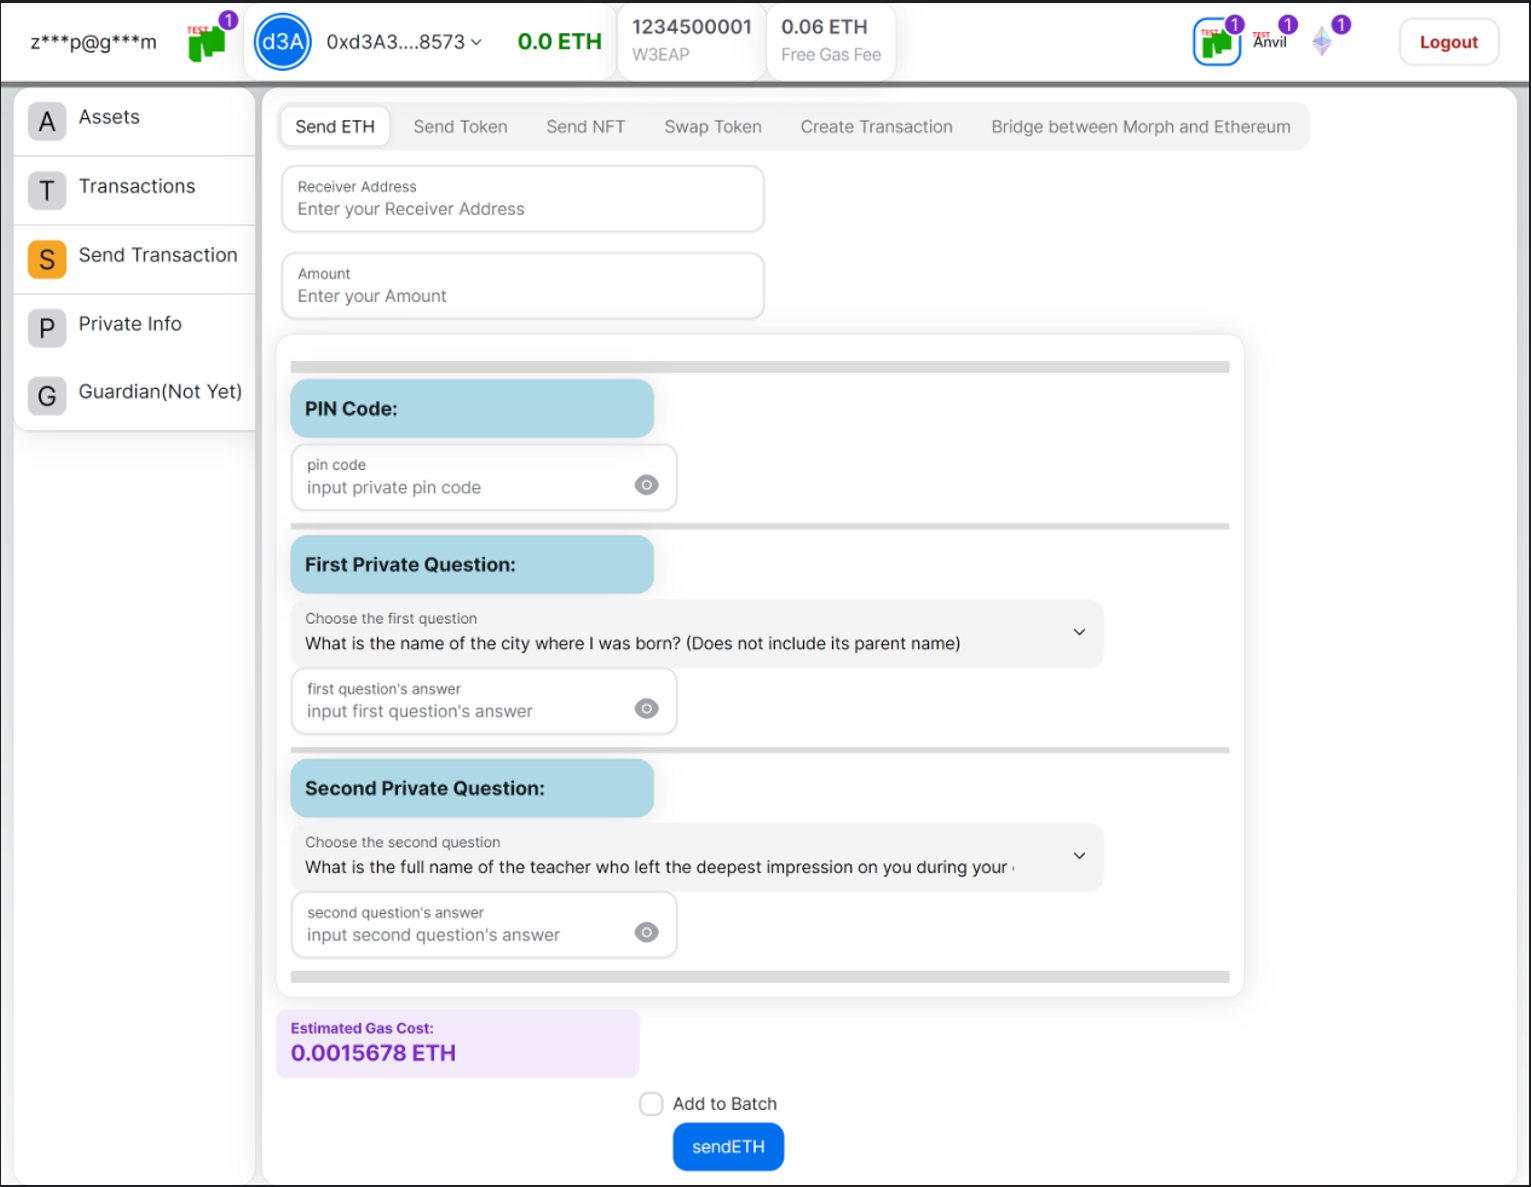 z***p@g***m
TEST
1
d3A
0xd3A3....8573
0.0 ETH
1234500001
W3EAP
0.06 ETH
Free Gas Fee
TEST
1
TEST
Anvil
1
1
Logout
A
Assets
T
Transactions
S
Send Transaction
P
Private Info
G
Guardian(Not Yet)
Send ETH
Send Token
Send NFT
Swap Token
Create Transaction
Bridge between Morph and Ethereum
Receiver Address
Enter your Receiver Address
Amount
Enter your Amount
PIN Code:
pin code
input private pin code
First Private Question:
Choose the first question
What is the name of the city where I was born? (Does not include its parent name)
first question's answer
input first question's answer
Second Private Question:
Choose the second question
What is the full name of the teacher who left the deepest impression on you during your
second question's answer
input second question's answer
Estimated Gas Cost:
0.0015678 ETH
Add to Batch
sendETH